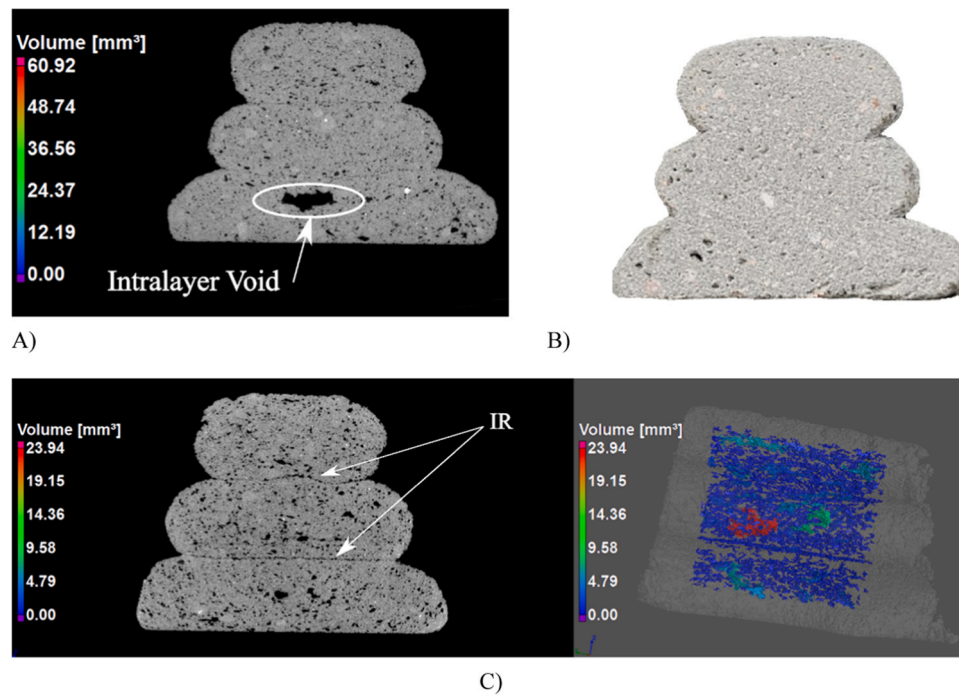 Volume [mm³]
60.92
48.74
36.56
24.37
12.19
0.00
Intralayer Void
A)
B)
Volume [mm³]
23.94
19.15
14.36
9.58
4.79
0.00
IR
Volume [mm³]
23.94
19.15
14.36
9.58
4.79
0.00
C)